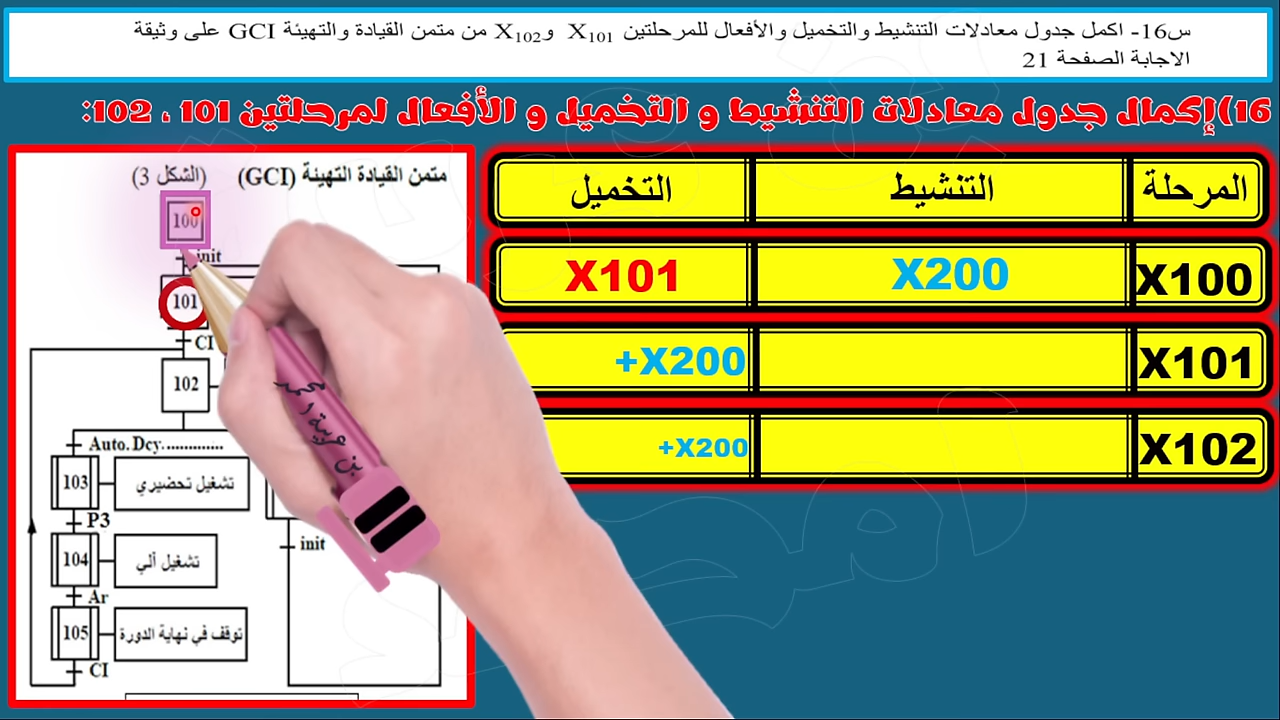 س16- اكمل جدول معادلات التنشيط والتخميل والأفعال للمرحلتين X101 وX102 من متمن القيادة والتهيئة GCI على وثيقة
الاجابة الصفحة 21
16)إكمال جدول معادلات التنشيط و التخميل و الأفعال لمرحلتين 101 ، 102:
متمن القيادة التهيئة (GCI) (الشكل 3)
100
init
101
CI
102
Auto. Dcy.............
103
تشغيل تحضيري
P3
init
104
تشغيل ألي
Ar
105
توقف في نهاية الدورة
CI
المرحلة التنشيط التخميل
X100 X200 X101
X101 +X200
X102 +X200